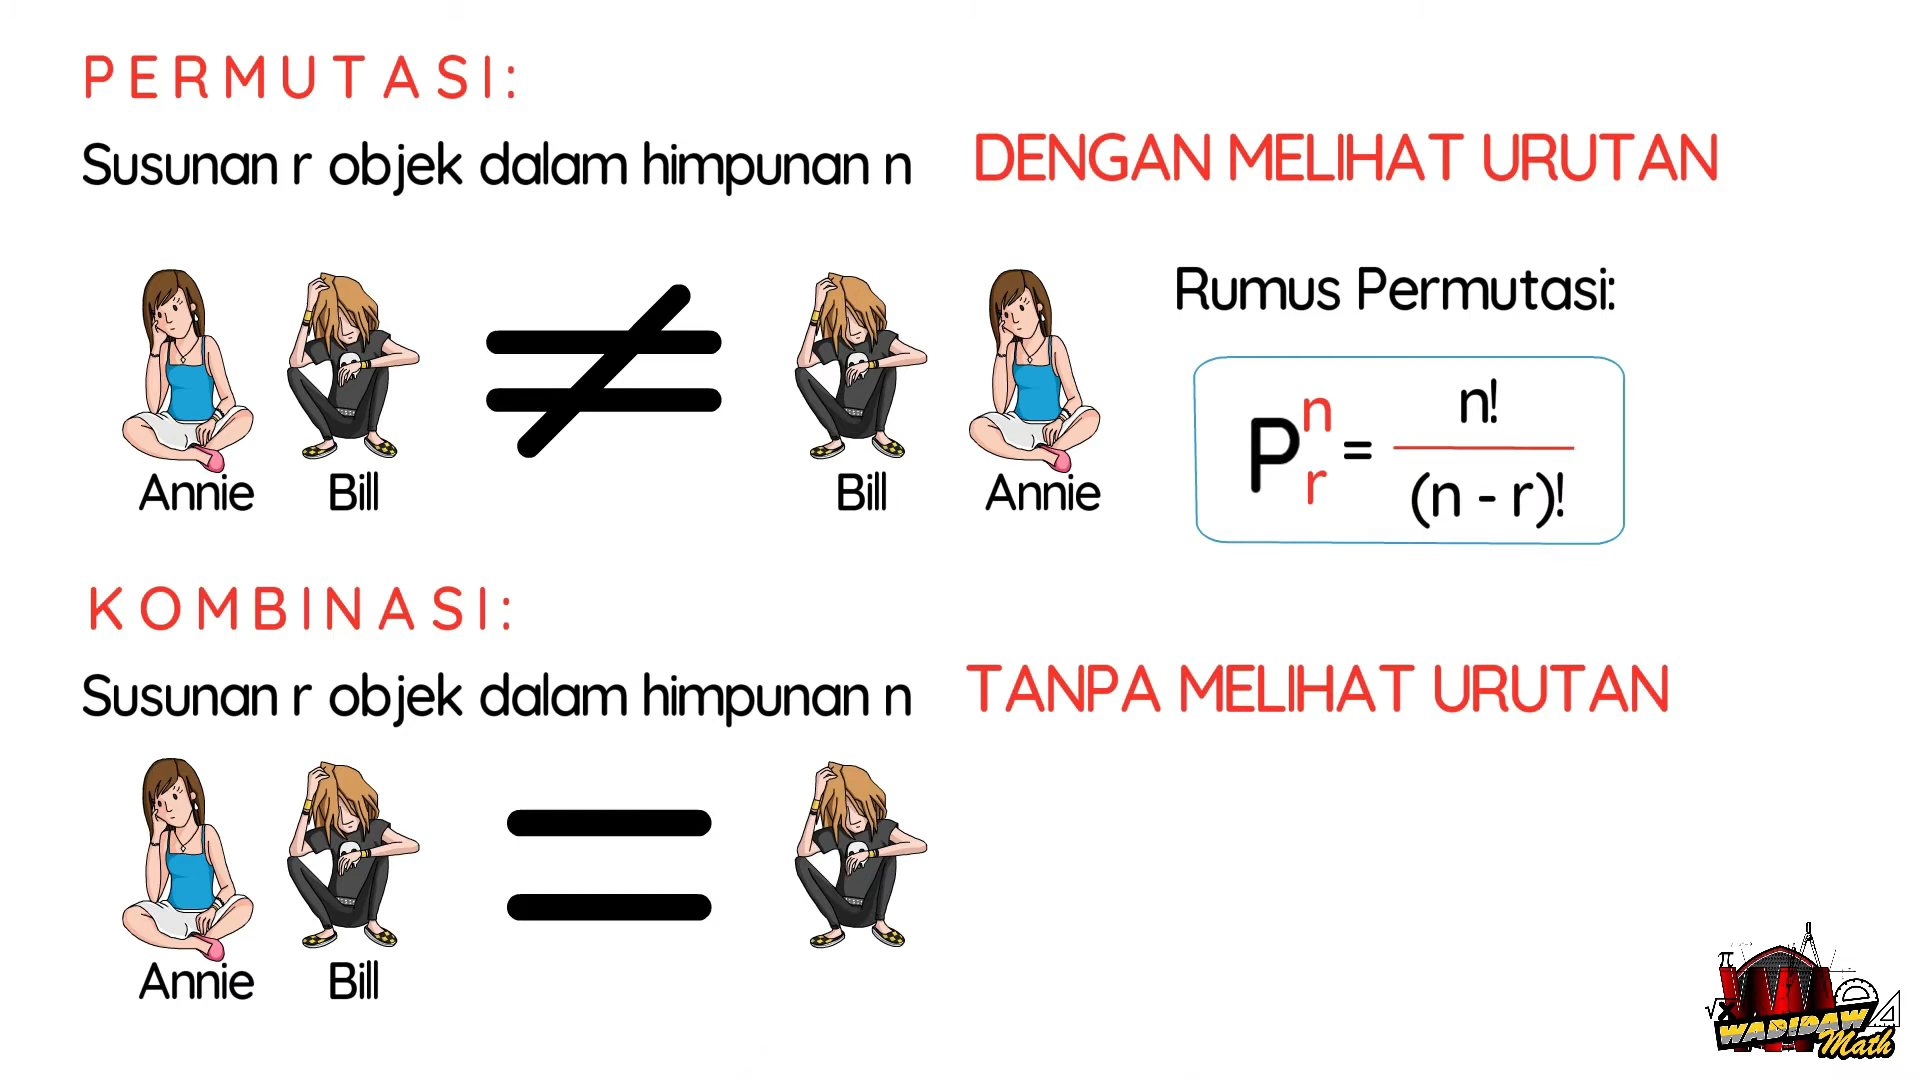 PERMUTASI:
Susunan r objek dalam himpunan n DENGAN MELIHAT URUTAN
Rumus Permutasi:
Annie Bill ≠ Bill Annie
P n r = n! / (n - r)!
KOMBINASI:
Susunan r objek dalam himpunan n TANPA MELIHAT URUTAN
=
Annie Bill
π
√x
WADIDAW
Math